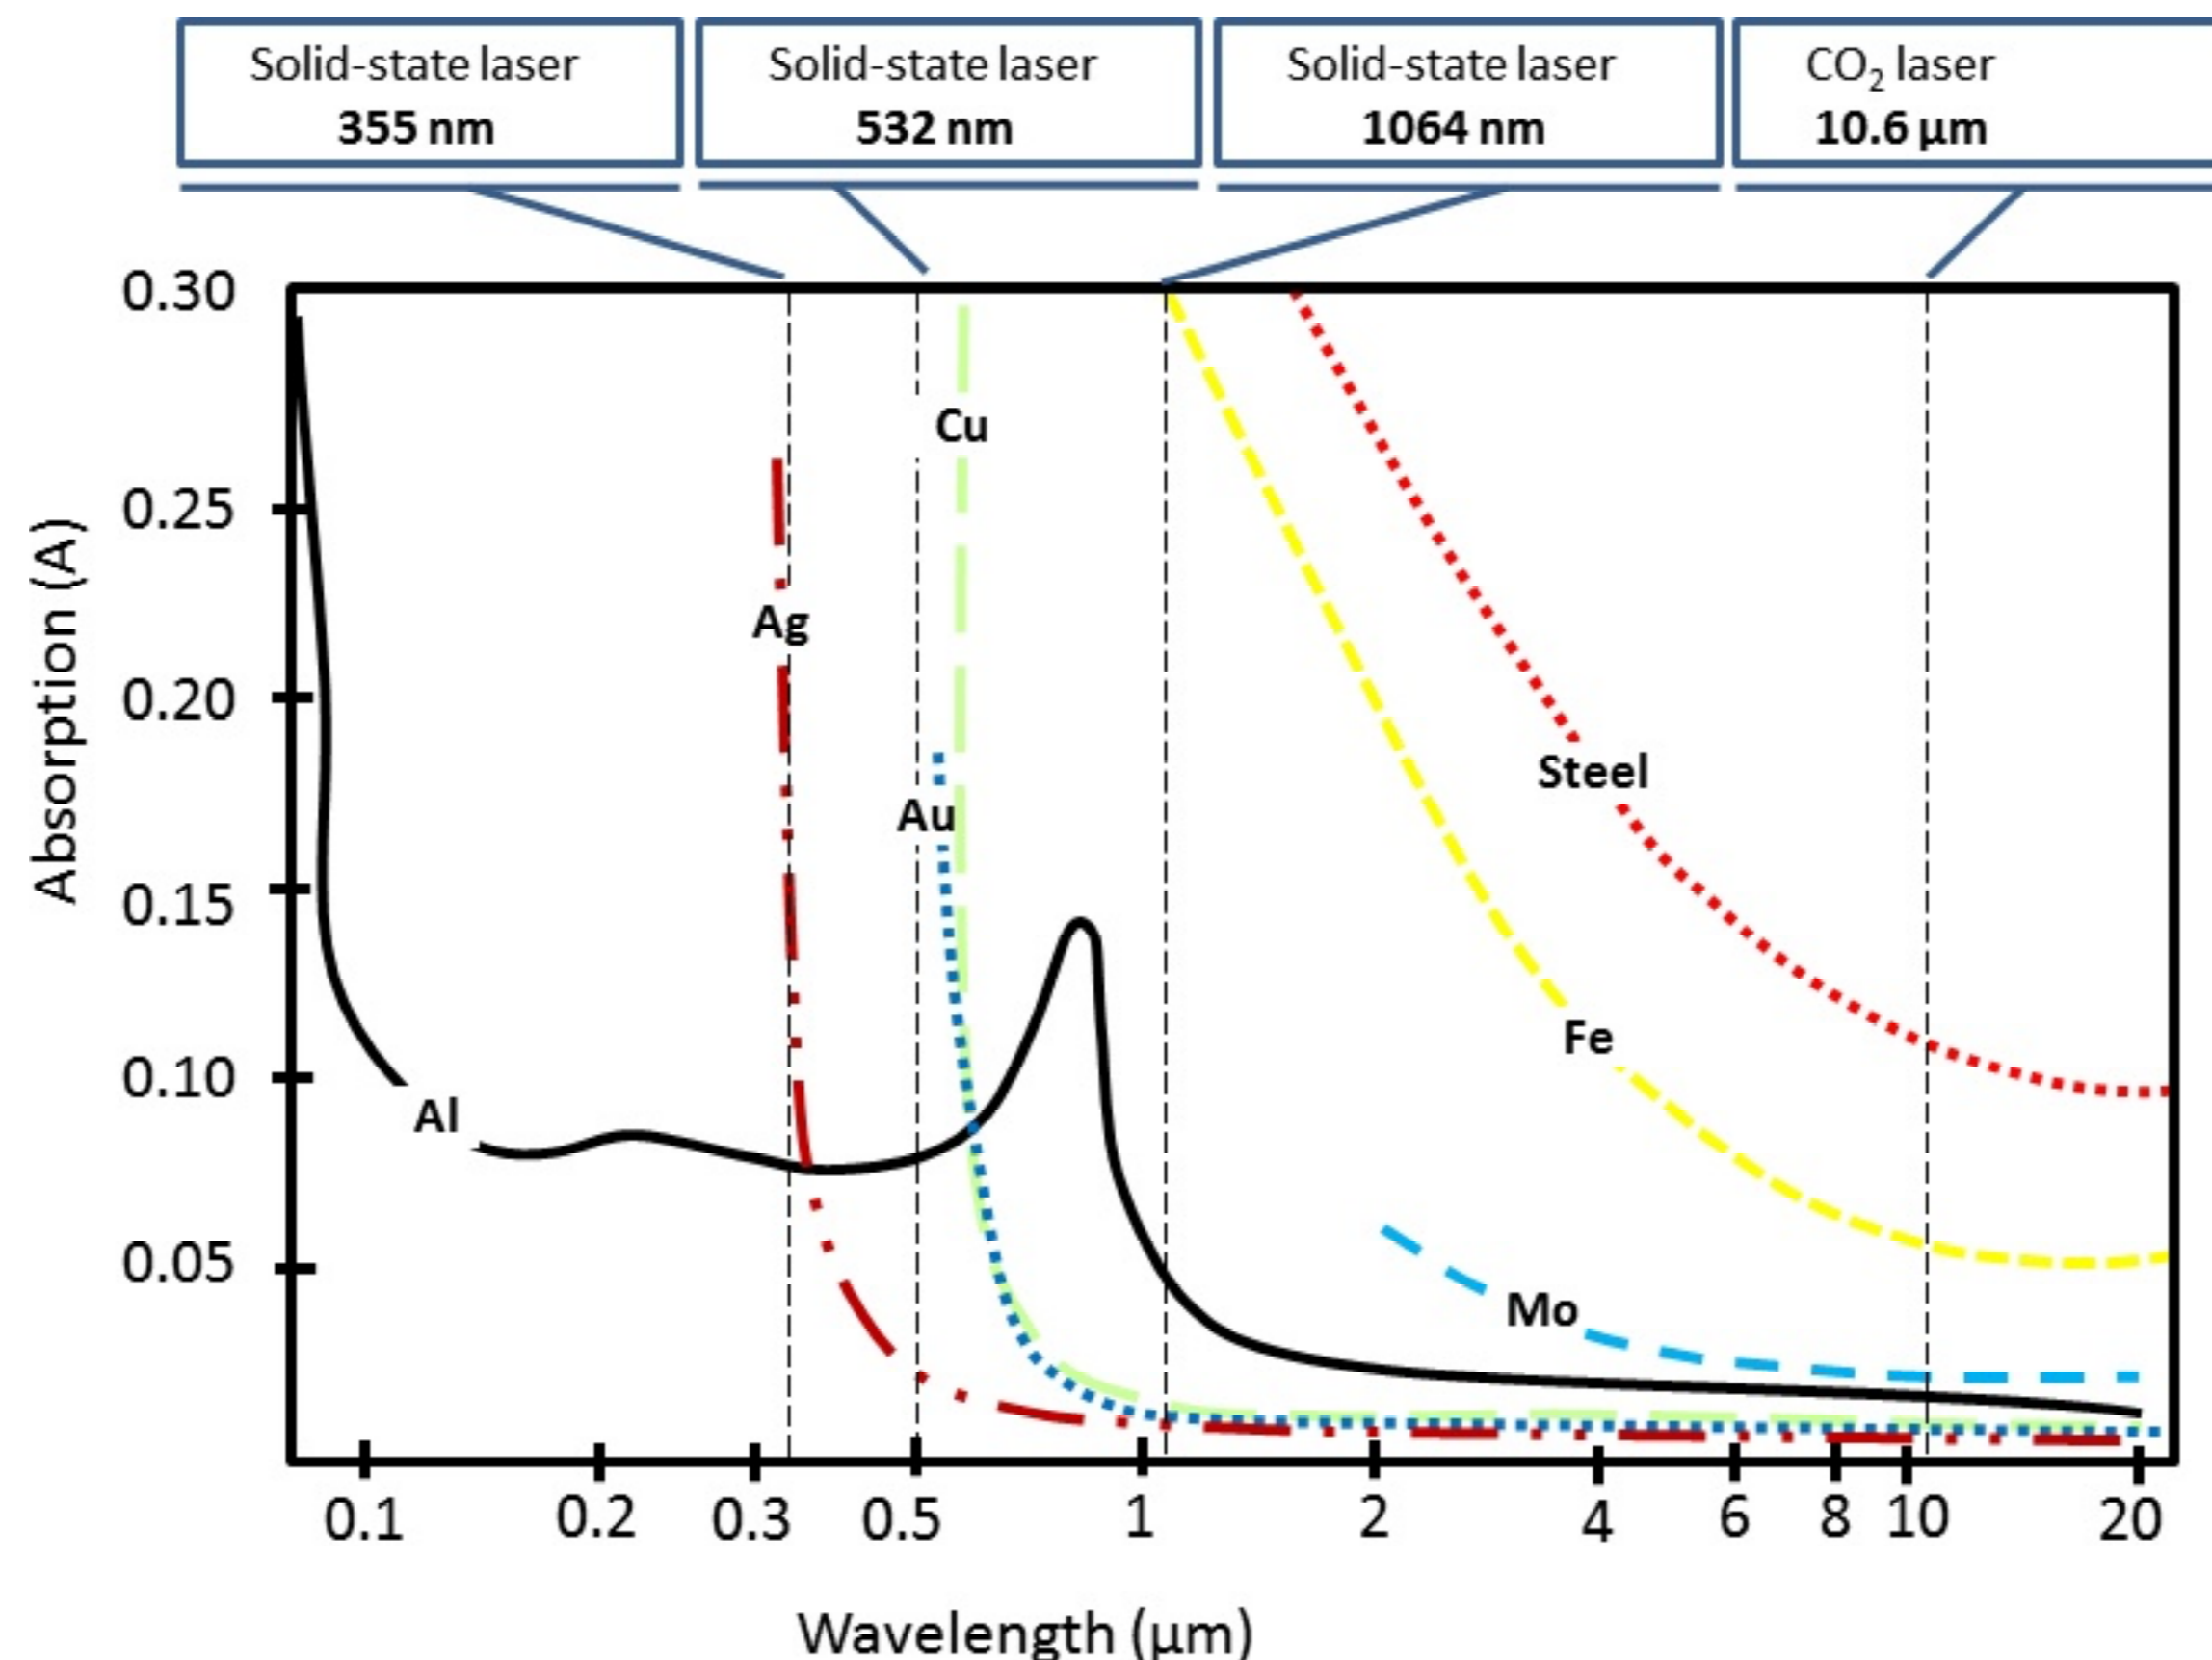 Solid-state laser
355 nm
Solid-state laser
532 nm
Solid-state laser
1064 nm
CO₂ laser
10.6 µm
0.30
0.25
0.20
0.15
0.10
0.05
Absorption (A)
Cu
Ag
Au
Steel
Fe
Al
Mo
0.1 0.2 0.3 0.5 1 2 4 6 8 10 20
Wavelength (µm)